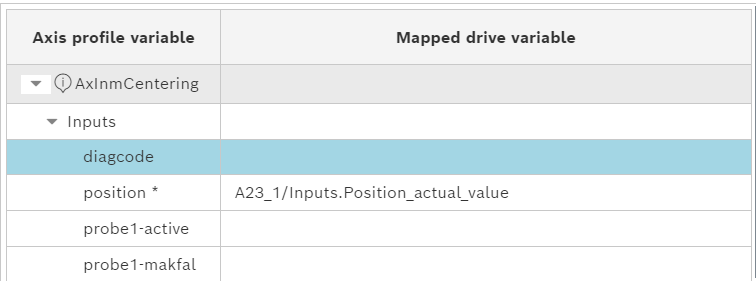 Axis profile variable Mapped drive variable
AxInmCentering
Inputs
diagcode
position * A23_1/Inputs.Position_actual_value
probe1-active
probe1-makfal